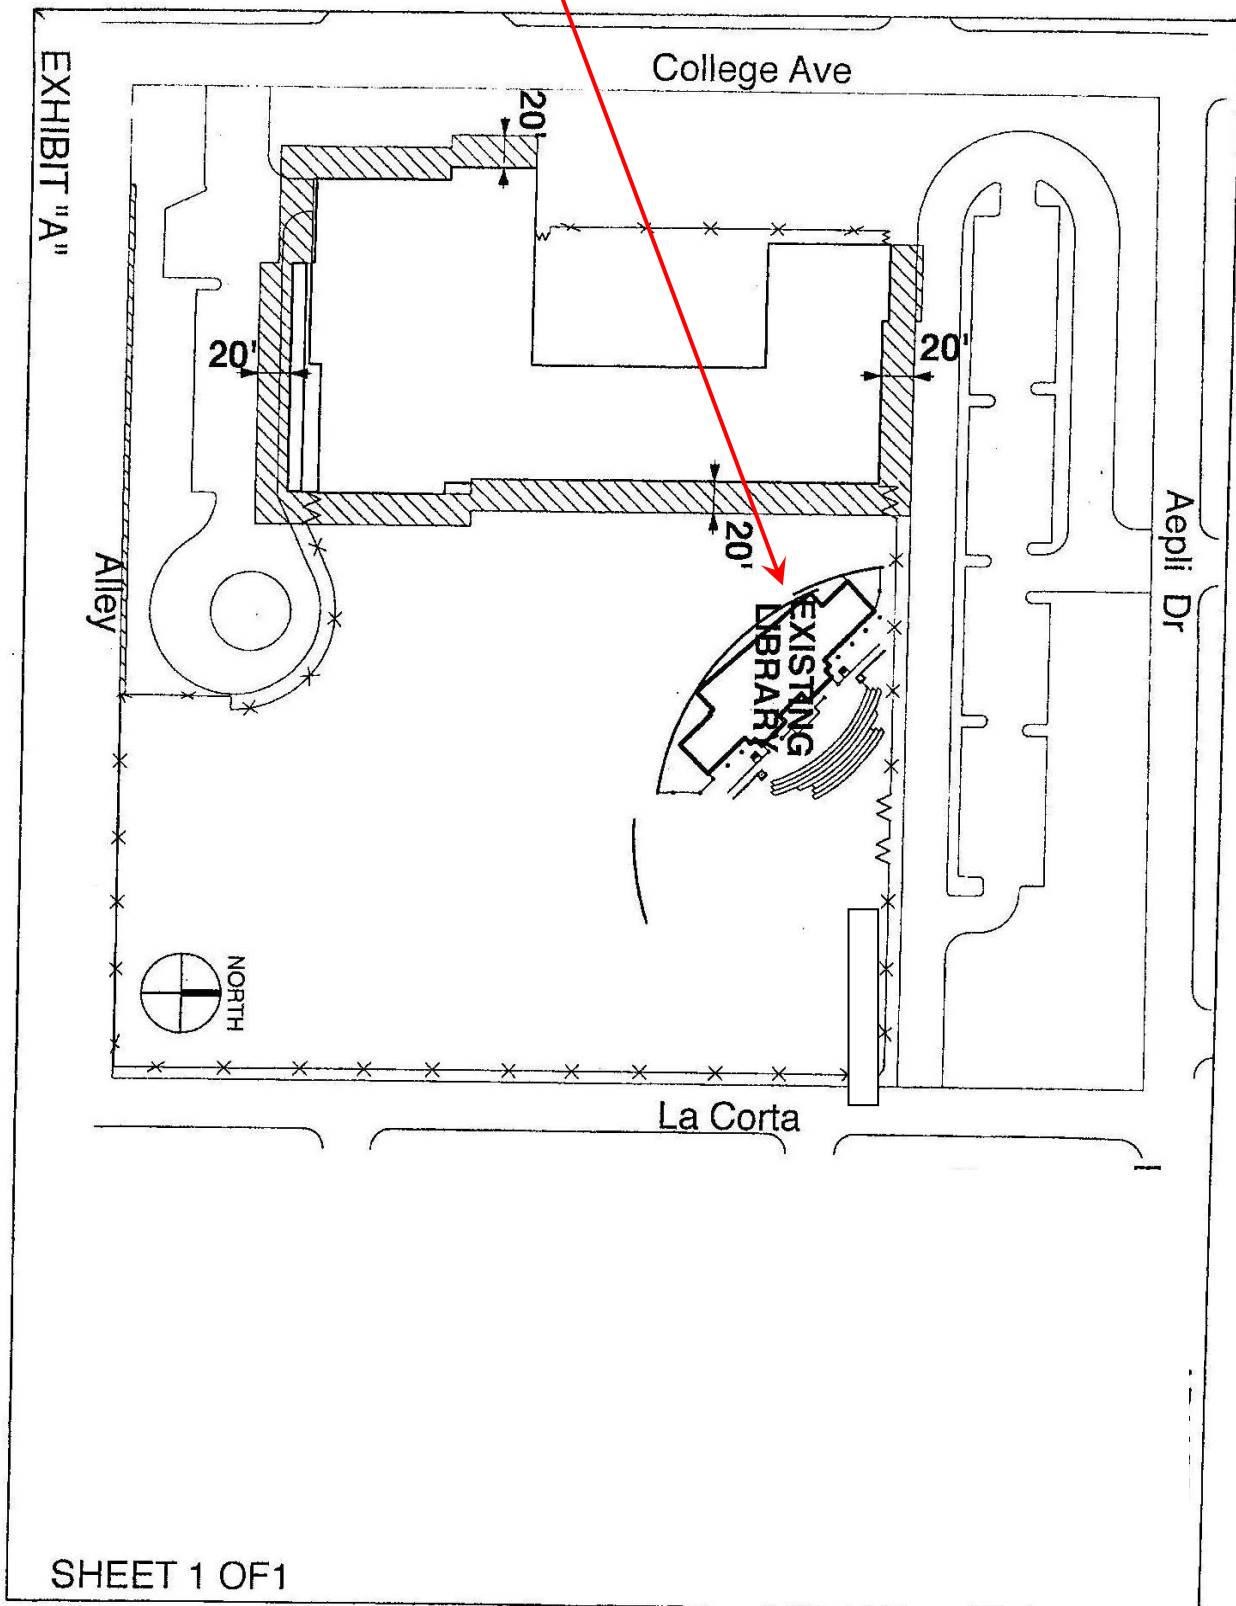 College Ave
EXHIBIT "A"
20'
20'
20'
20'
Aepli Dr
Alley
EXISTING
LIBRARY
NORTH
La Corta
SHEET 1 OF1